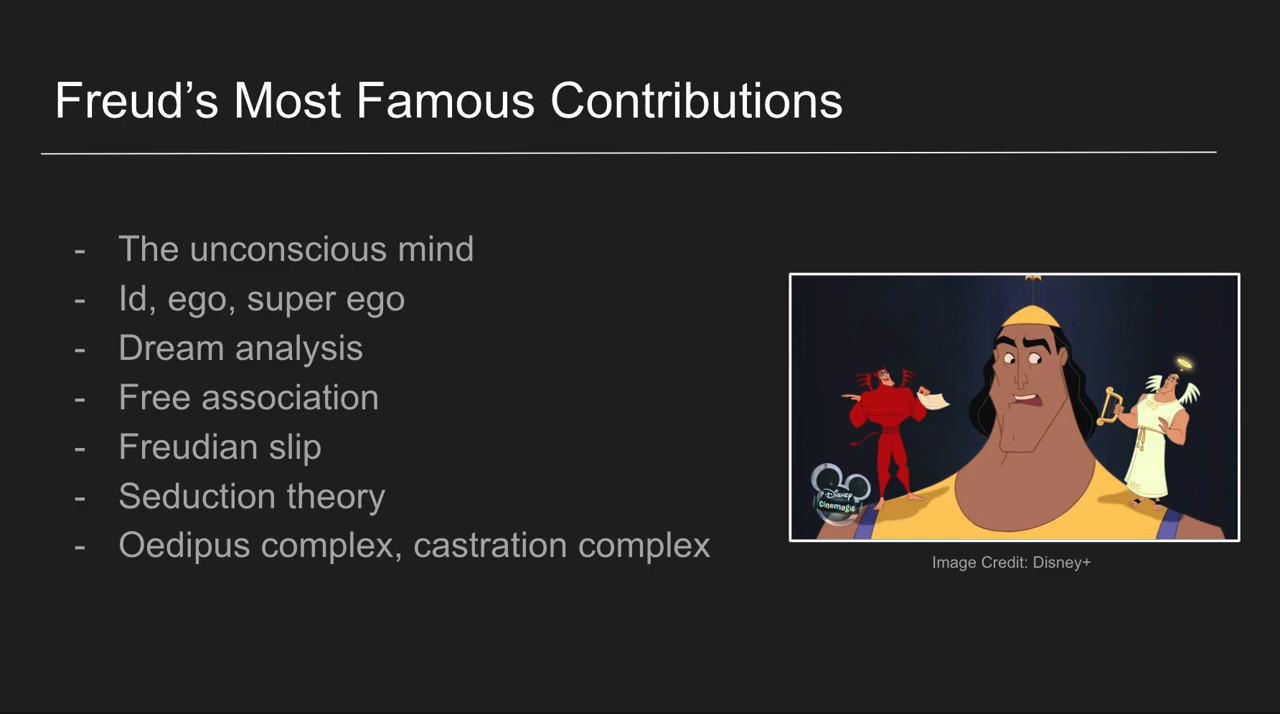 Freud’s Most Famous Contributions
- The unconscious mind
- Id, ego, super ego
- Dream analysis
- Free association
- Freudian slip
- Seduction theory
- Oedipus complex, castration complex
Disney
Cinemagic
Image Credit: Disney+